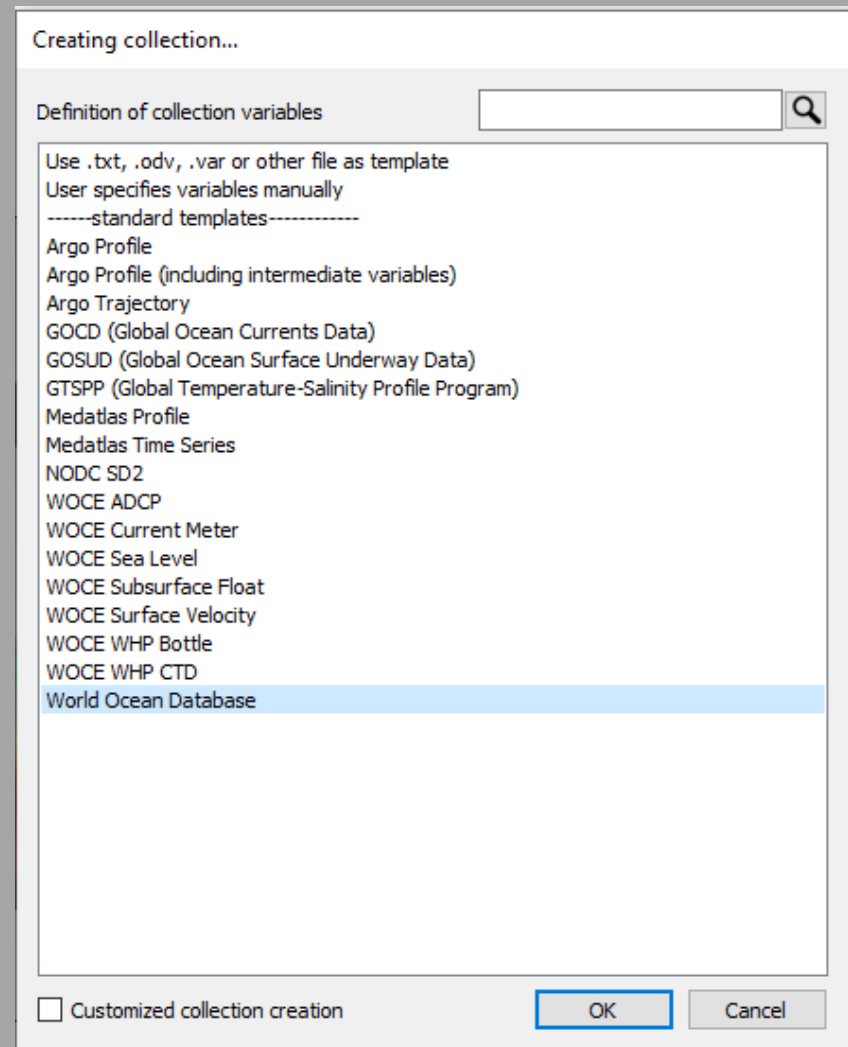 Creating collection...
Definition of collection variables
Use .txt, .odv, .var or other file as template
User specifies variables manually
------standard templates------------
Argo Profile
Argo Profile (including intermediate variables)
Argo Trajectory
GOCD (Global Ocean Currents Data)
GOSUD (Global Ocean Surface Underway Data)
GTSPP (Global Temperature-Salinity Profile Program)
Medatlas Profile
Medatlas Time Series
NODC SD2
WOCE ADCP
WOCE Current Meter
WOCE Sea Level
WOCE Subsurface Float
WOCE Surface Velocity
WOCE WHP Bottle
WOCE WHP CTD
World Ocean Database
Customized collection creation
OK
Cancel